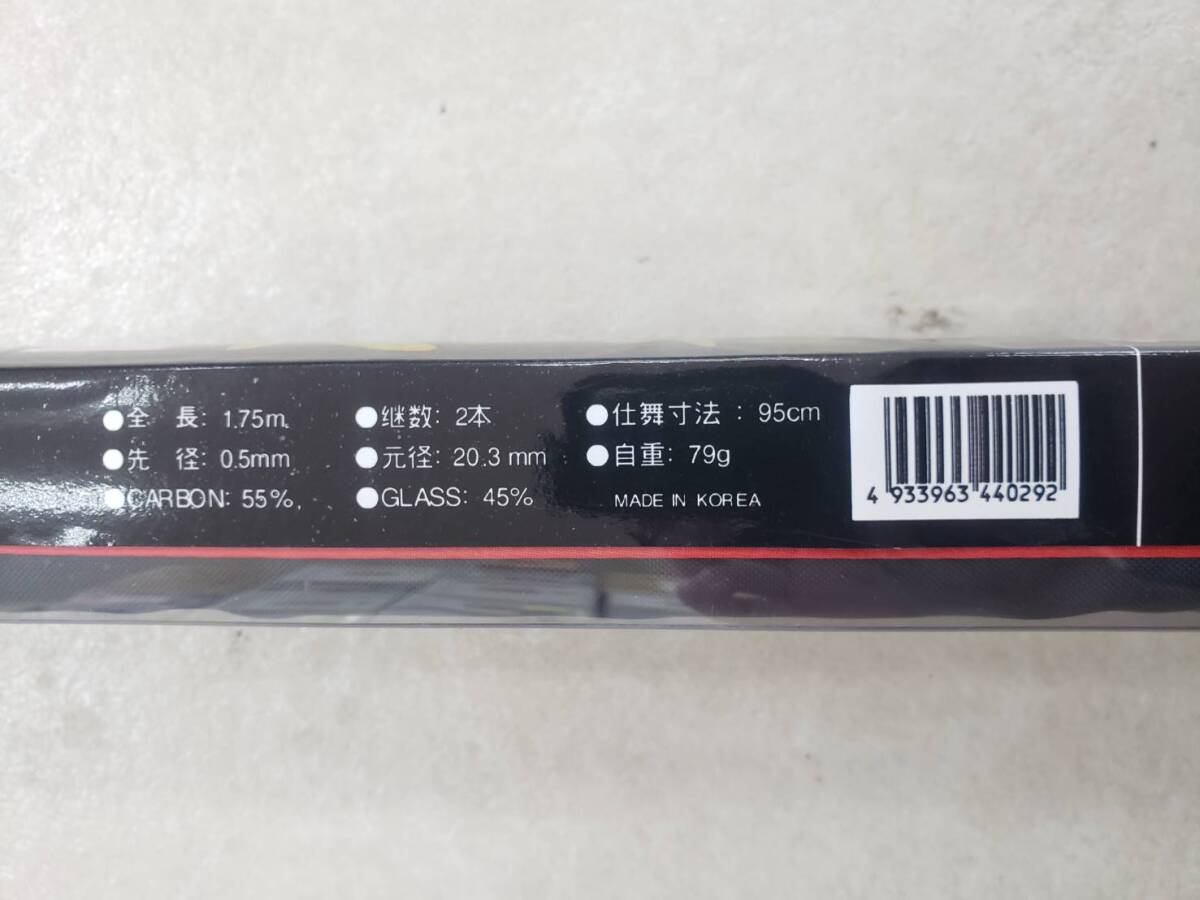 ●全 長: 1.75m ●继数: 2本 ●仕舞寸法 : 95cm
●先 径: 0.5mm ●元径: 20.3 mm ●自重: 79g
●CARBON: 55%, ●GLASS: 45% MADE IN KOREA
4 933963 440292